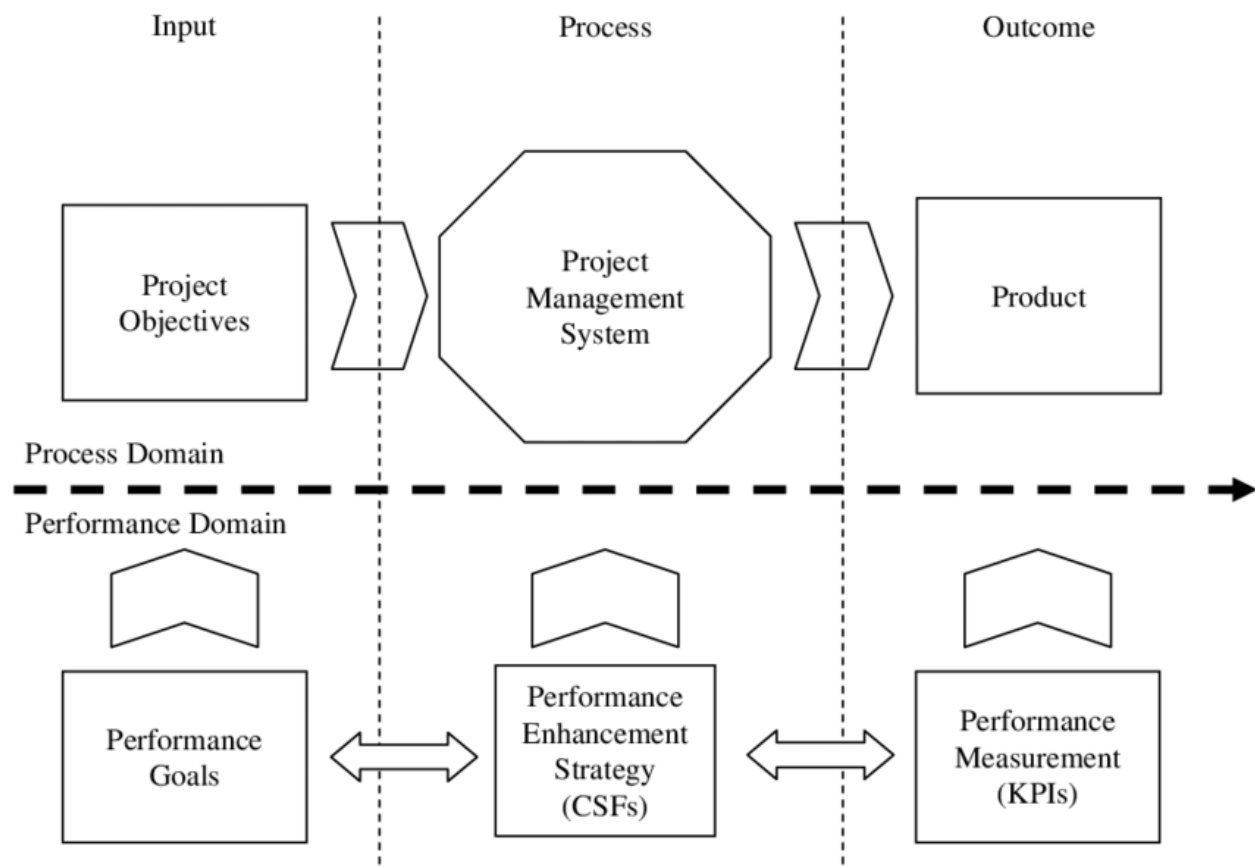 Input
Process
Outcome
Project
Objectives
Project
Management
System
Product
Process Domain
Performance Domain
Performance
Goals
Performance
Enhancement
Strategy
(CSFs)
Performance
Measurement
(KPIs)